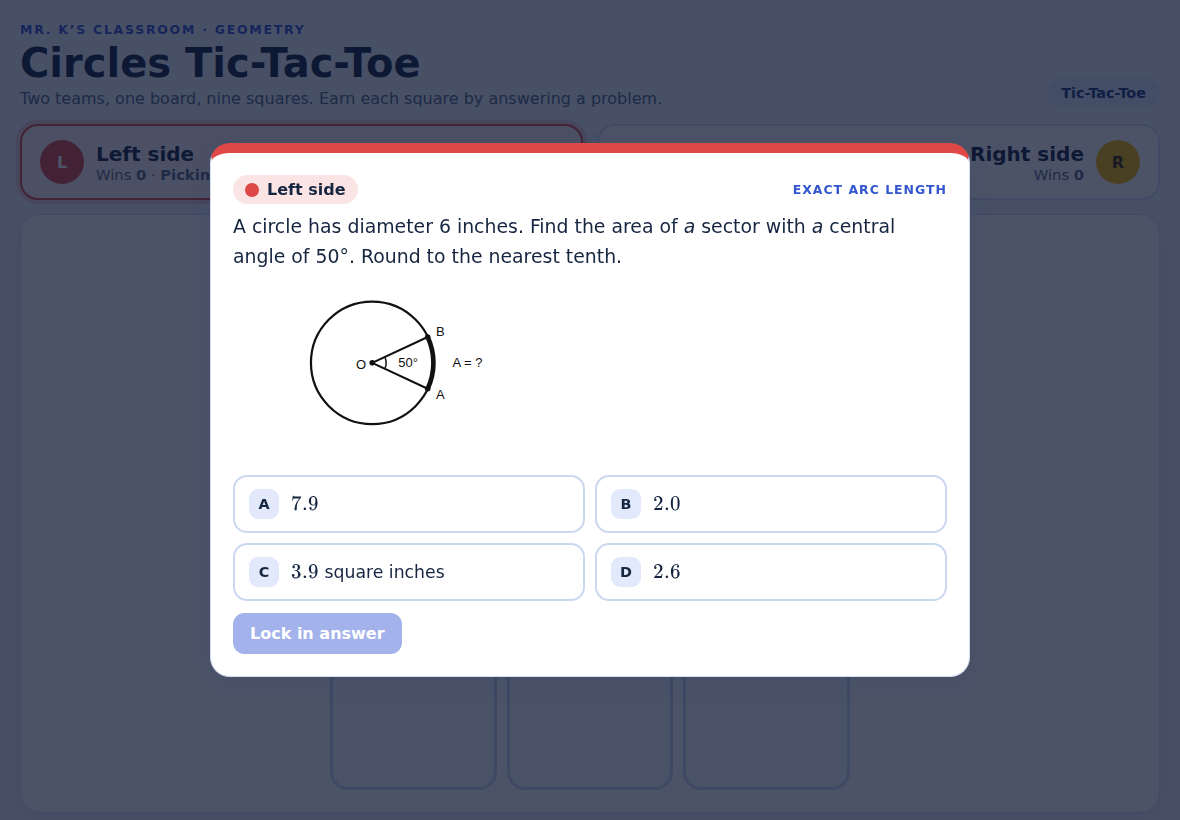 MR. K’S CLASSROOM · GEOMETRY
Circles Tic-Tac-Toe
Two teams, one board, nine squares. Earn each square by answering a problem.
Tic-Tac-Toe
L
Left side
Wins 0 · Pickin
Right side
Wins 0
R
Left side
EXACT ARC LENGTH
A circle has diameter 6 inches. Find the area of a sector with a central
angle of 50°. Round to the nearest tenth.
B
O
50°
A = ?
A
A 7.9
B 2.0
C 3.9 square inches
D 2.6
Lock in answer